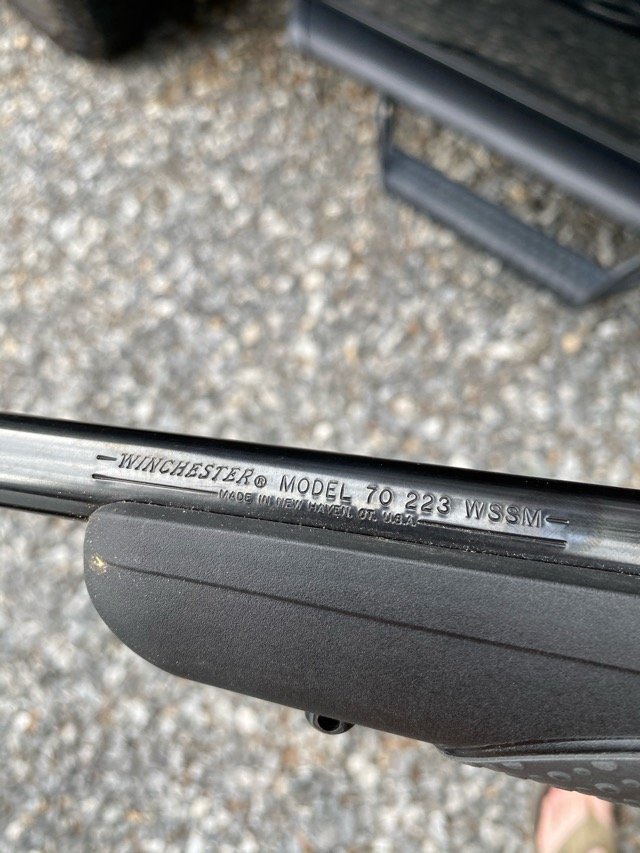 WINCHESTER® MODEL 70 223 WSSM
MADE IN NEW HAVEN, CT. U.S.A.